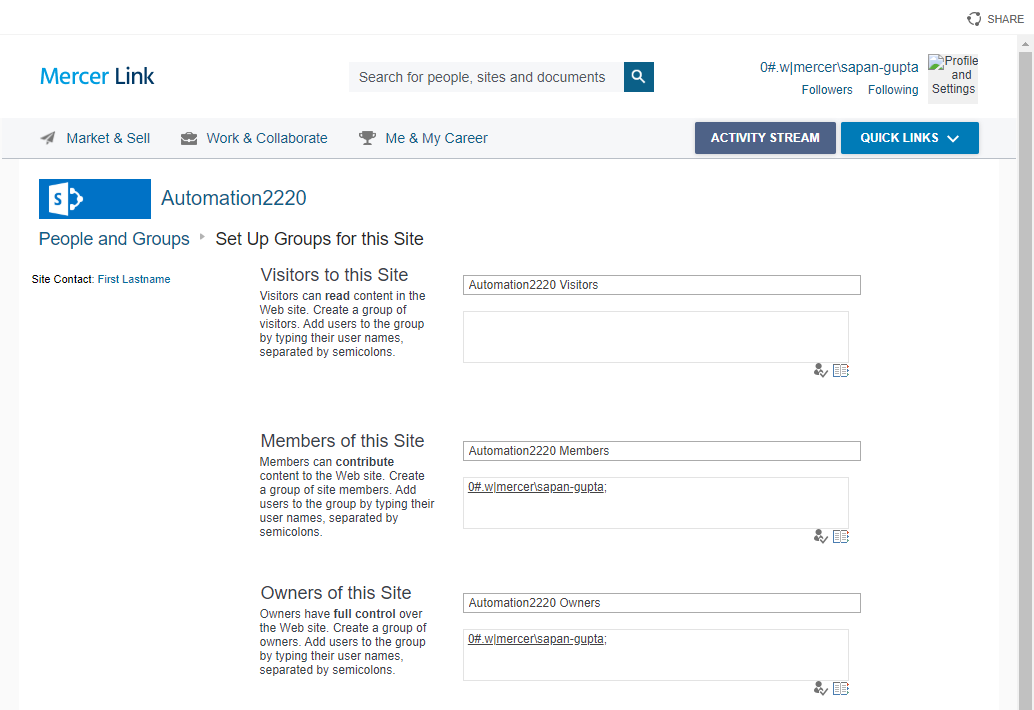 SHARE
Mercer Link
Search for people, sites and documents
0#.w|mercer\sapan-gupta
Followers Following
Profile
and
Settings
Market & Sell Work & Collaborate Me & My Career ACTIVITY STREAM QUICK LINKS
S
Automation2220
People and Groups Set Up Groups for this Site
Site Contact: First Lastname
Visitors to this Site
Visitors can read content in the
Web site. Create a group of
visitors. Add users to the group
by typing their user names,
separated by semicolons.
Automation2220 Visitors
Members of this Site
Members can contribute
content to the Web site. Create
a group of site members. Add
users to the group by typing their
user names, separated by
semicolons.
Automation2220 Members
0#.w|mercer\sapan-gupta;
Owners of this Site
Owners have full control over
the Web site. Create a group of
owners. Add users to the group
by typing their user names,
separated by semicolons.
Automation2220 Owners
0#.w|mercer\sapan-gupta;